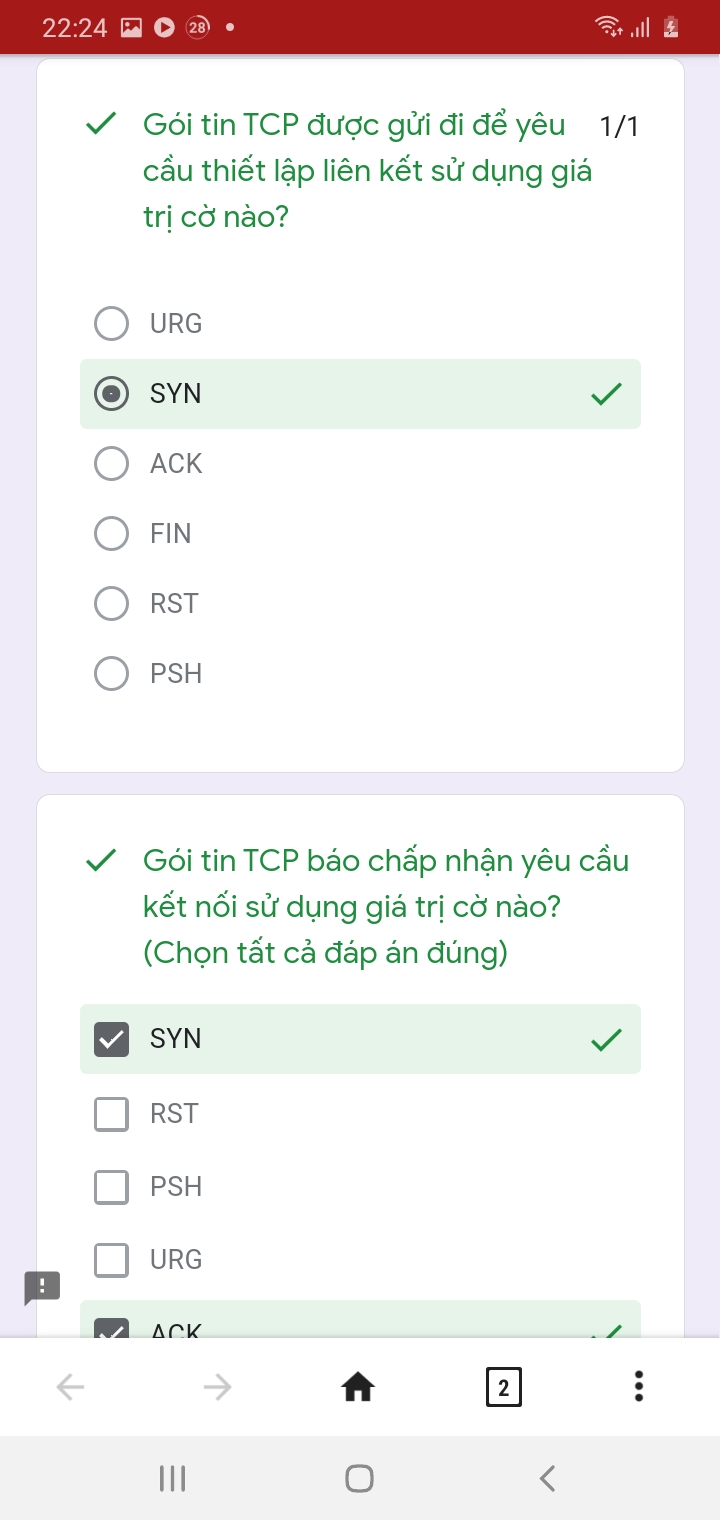 22:24
28
Gói tin TCP được gửi đi để yêu 1/1
cầu thiết lập liên kết sử dụng giá
trị cờ nào?
URG
SYN
ACK
FIN
RST
PSH
Gói tin TCP báo chấp nhận yêu cầu
kết nối sử dụng giá trị cờ nào?
(Chọn tất cả đáp án đúng)
SYN
RST
PSH
URG
ACK
2